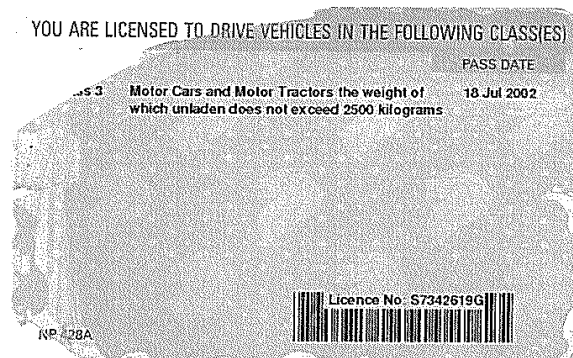 YOU ARE LICENSED TO DRIVE VEHICLES IN THE FOLLOWING CLASS(ES)
PASS DATE
3 Motor Cars and Motor Tractors the weight of 18 Jul 2002
which unladen does not exceed 2500 kilograms
Licence No: S7342619G
NP 428A